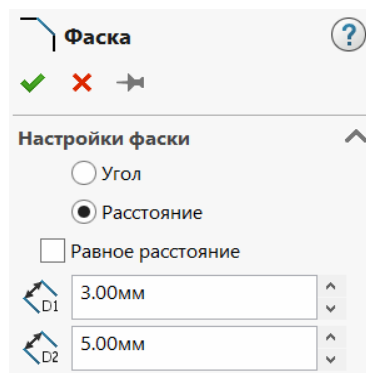 Фаска
?
Настройки фаски
Угол
Расстояние
Равное расстояние
D1 3.00мм
D2 5.00мм